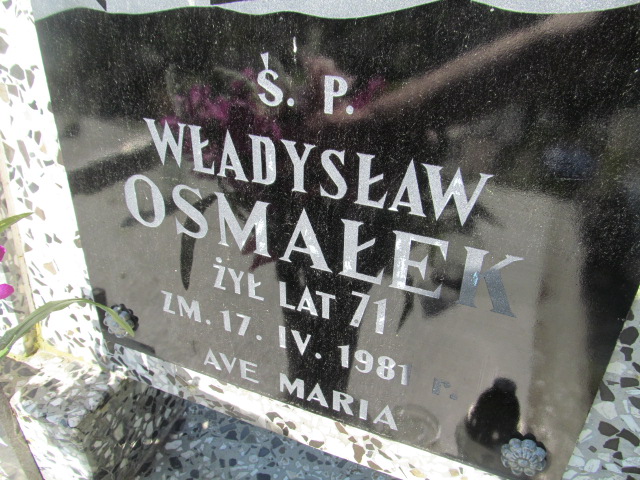 Ś. P.
WŁADYSŁAW
OSMAŁEK
ŻYŁ LAT 71
ZM. 17. IV. 1981 r.
AVE MARIA